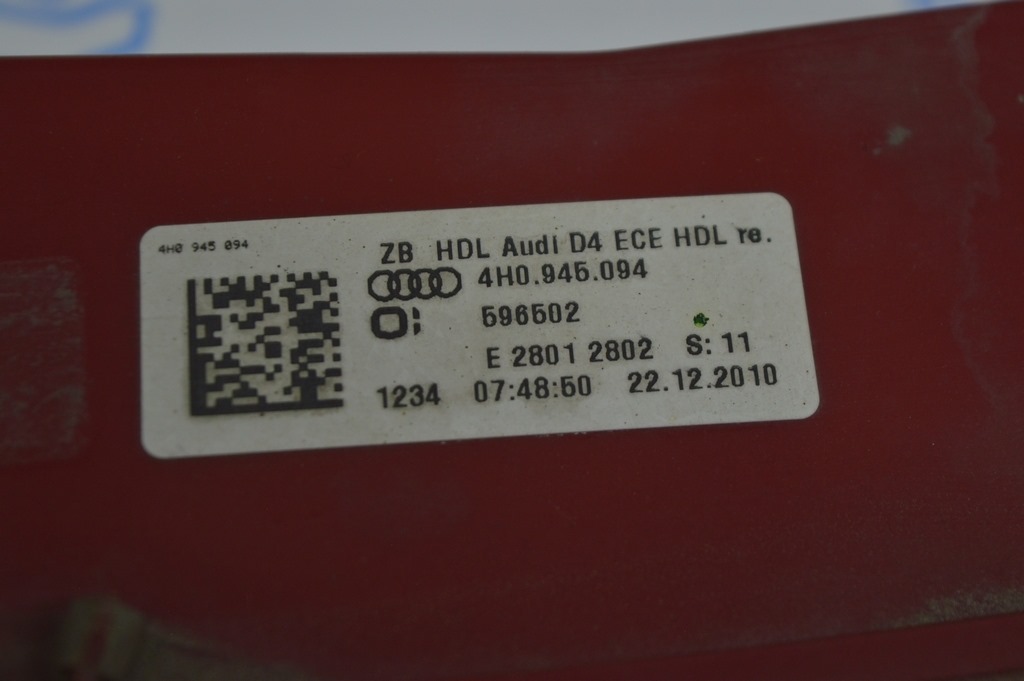 4H0 945 094
ZB HDL Audi D4 ECE HDL re.
4H0.945.094
596502
E 2801 2802 S: 11
1234 07:48:50 22.12.2010